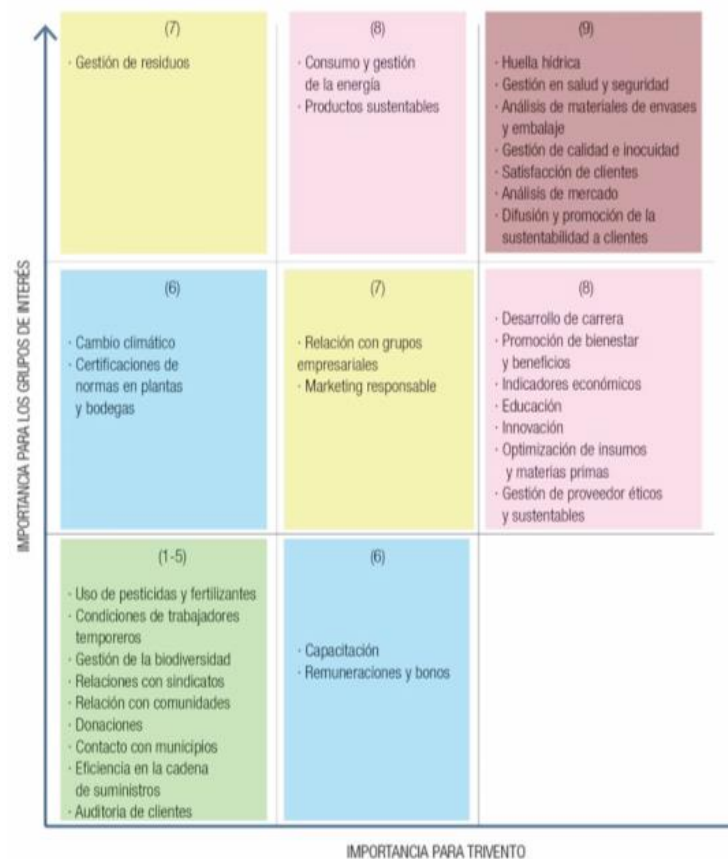 IMPORTANCIA PARA LOS GRUPOS DE INTERÉS
(7)
· Gestión de residuos
(8)
· Consumo y gestión
de la energía
· Productos sustentables
(9)
· Huella hídrica
· Gestión en salud y seguridad
· Análisis de materiales de envases
y embalaje
· Gestión de calidad e inocuidad
· Satisfacción de clientes
· Análisis de mercado
· Difusión y promoción de la
sustentabilidad a clientes
(6)
· Cambio climático
· Certificaciones de
normas en plantas
y bodegas
(7)
· Relación con grupos
empresariales
· Marketing responsable
(8)
· Desarrollo de carrera
· Promoción de bienestar
y beneficios
· Indicadores económicos
· Educación
· Innovación
· Optimización de insumos
y materias primas
· Gestión de proveedor éticos
y sustentables
(1-5)
· Uso de pesticidas y fertilizantes
· Condiciones de trabajadores
temporeros
· Gestión de la biodiversidad
· Relaciones con sindicatos
· Relación con comunidades
· Donaciones
· Contacto con municipios
· Eficiencia en la cadena
de suministros
· Auditoria de clientes
(6)
· Capacitación
· Remuneraciones y bonos
IMPORTANCIA PARA TRIVENTO